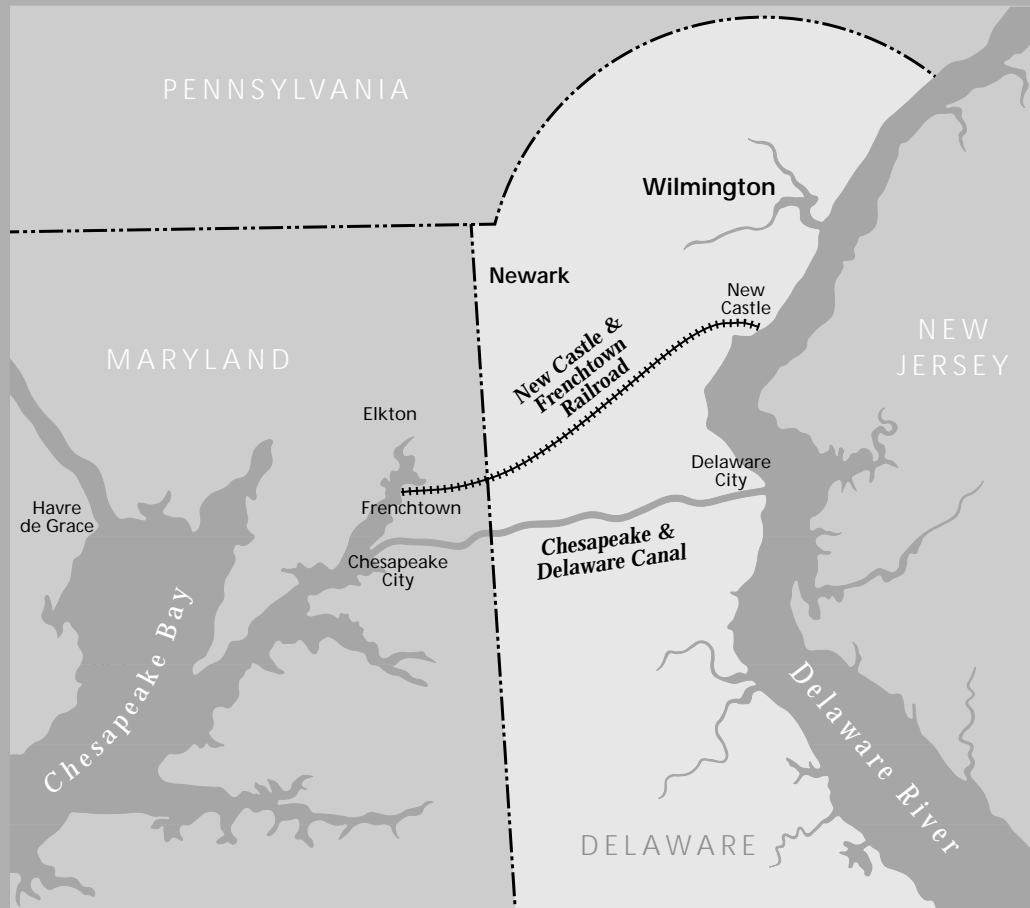 PENNSYLVANIA
Wilmington
Newark
New
Castle
NEW
JERSEY
MARYLAND
New Castle &
Frenchtown
Railroad
Elkton
Delaware
City
Havre
de Grace
Frenchtown
Chesapeake
City
Chesapeake &
Delaware Canal
Chesapeake Bay
Delaware River
DELAWARE